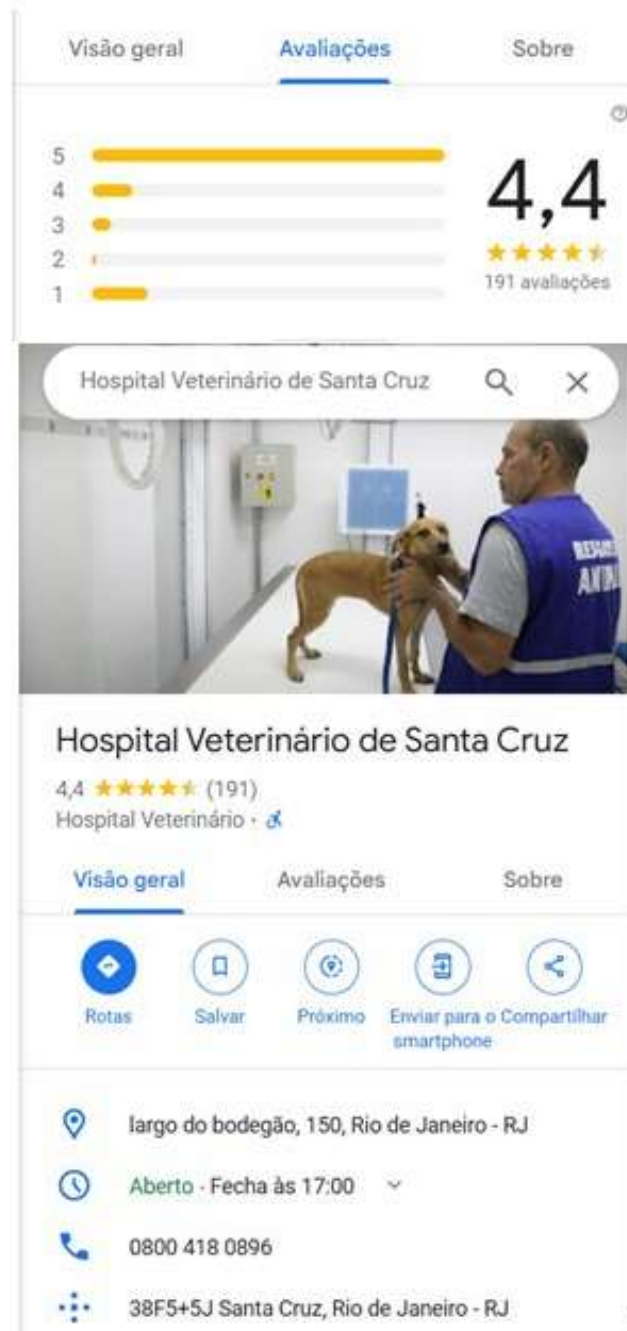 Visão geral Avaliações Sobre
5
4
3
2
1
4,4
191 avaliações
Hospital Veterinário de Santa Cruz
RESGATE
Hospital Veterinário de Santa Cruz
4,4 (191)
Hospital Veterinário ·
Visão geral Avaliações Sobre
Rotas Salvar Próximo Enviar para o smartphone Compartilhar
largo do bodegão, 150, Rio de Janeiro - RJ
Aberto · Fecha às 17:00
0800 418 0896
38F5+5J Santa Cruz, Rio de Janeiro - RJ